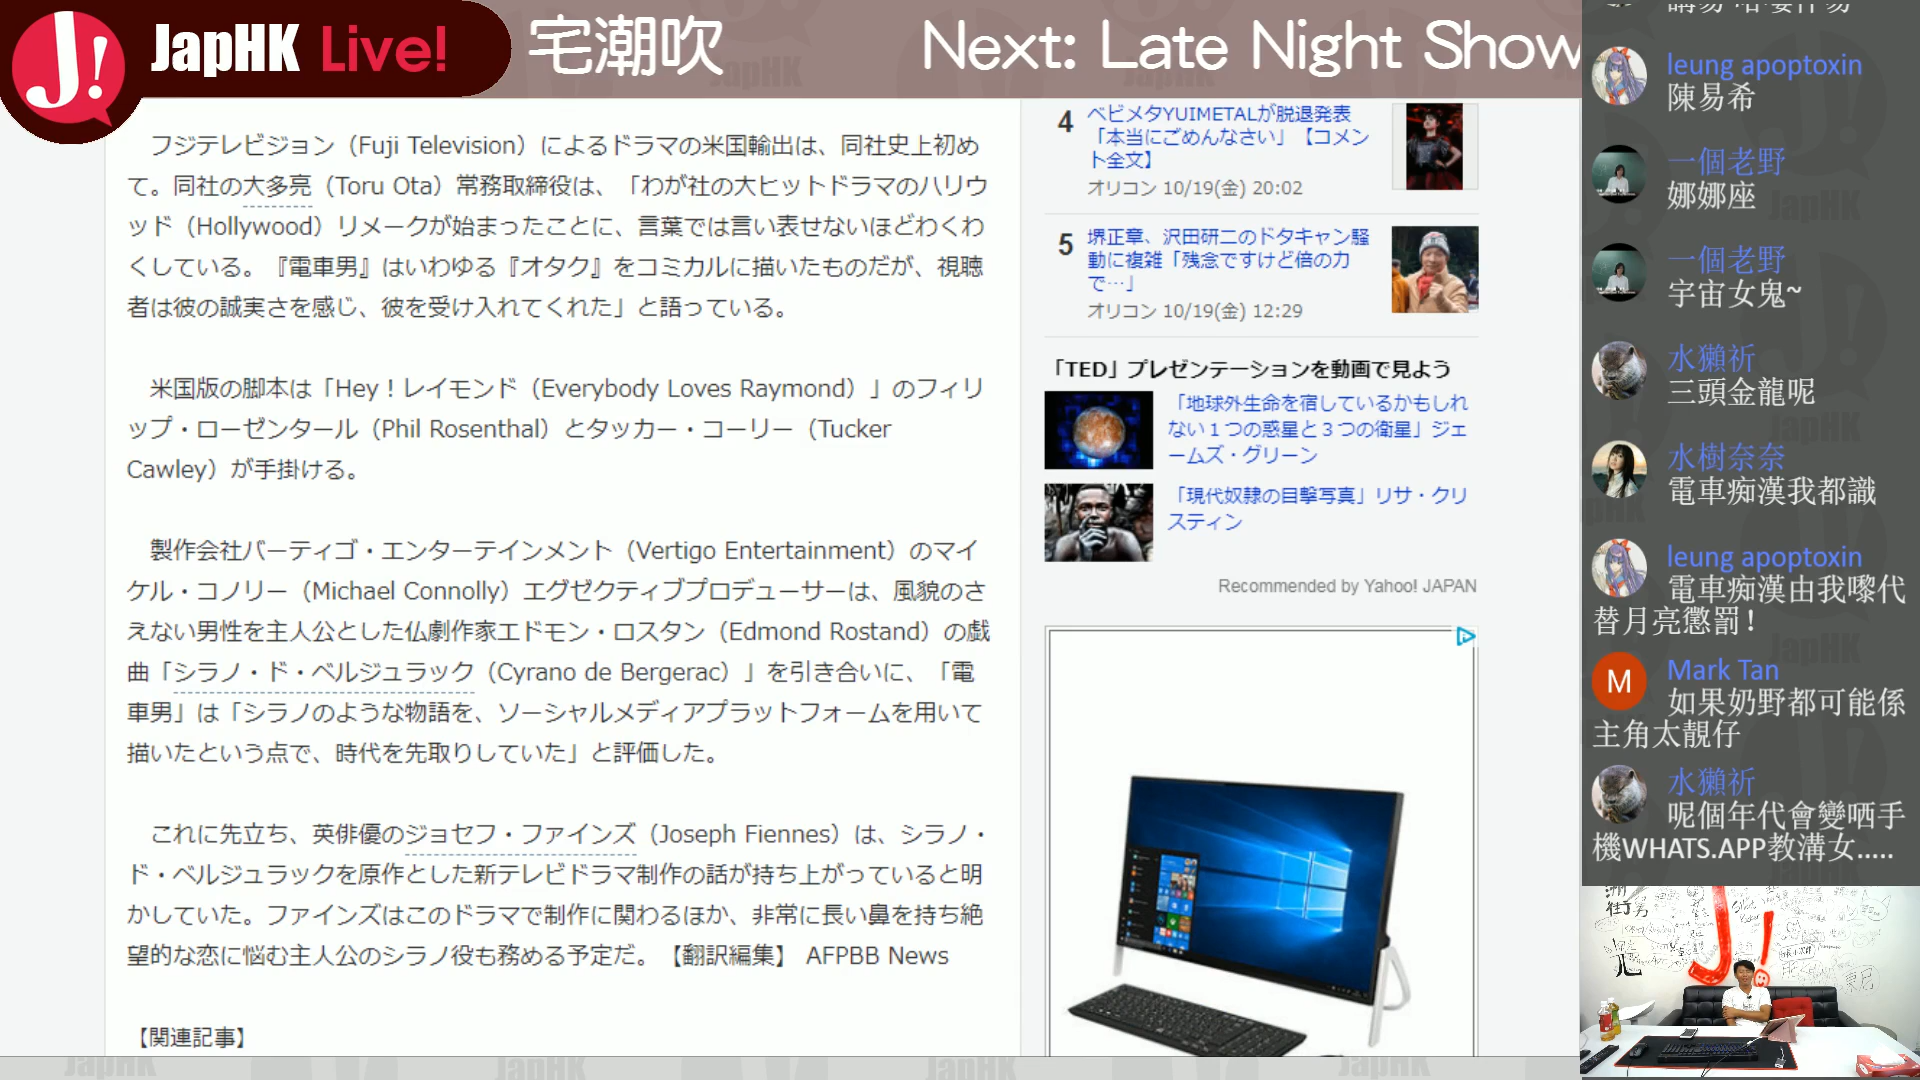 JapHK Live!
宅潮吹
Next: Late Night Show
フジテレビジョン（Fuji Television）によるドラマの米国輸出は、同社史上初め
て。同社の大多亮（Toru Ota）常務取締役は、「わが社の大ヒットドラマのハリウ
ッド（Hollywood）リメークが始まったことに、言葉では言い表せないほどわくわ
くしている。『電車男』はいわゆる『オタク』をコミカルに描いたものだが、視聴
者は彼の誠実さを感じ、彼を受け入れてくれた」と語っている。
米国版の脚本は「Hey！レイモンド（Everybody Loves Raymond）」のフィリ
ップ・ローゼンタール（Phil Rosenthal）とタッカー・コーリー（Tucker
Cawley）が手掛ける。
製作会社バーティゴ・エンターテインメント（Vertigo Entertainment）のマイ
ケル・コノリー（Michael Connolly）エグゼクティブプロデューサーは、風貌のさ
えない男性を主人公とした仏劇作家エドモン・ロスタン（Edmond Rostand）の戯
曲「シラノ・ド・ベルジュラック（Cyrano de Bergerac）」を引き合いに、「電
車男」は「シラノのような物語を、ソーシャルメディアプラットフォームを用いて
描いたという点で、時代を先取りしていた」と評価した。
これに先立ち、英俳優のジョセフ・ファインズ（Joseph Fiennes）は、シラノ・
ド・ベルジュラックを原作とした新テレビドラマ制作の話が持ち上がっていると明
かしていた。ファインズはこのドラマで制作に関わるほか、非常に長い鼻を持ち絶
望的な恋に悩む主人公のシラノ役も務める予定だ。【翻訳編集】 AFPBB News
【関連記事】
4
ベビメタYUIMETALが脱退発表
「本当にごめんなさい」【コメン
ト全文】
オリコン 10/19(金) 20:02
5
堺正章、沢田研二のドタキャン騒
動に複雑「残念ですけど倍の力
で…」
オリコン 10/19(金) 12:29
「TED」プレゼンテーションを動画で見よう
「地球外生命を宿しているかもしれ
ない１つの惑星と３つの衛星」ジェ
ームズ・グリーン
「現代奴隷の目撃写真」リサ・クリ
スティン
Recommended by Yahoo! JAPAN
leung apoptoxin
陳易希
一個老野
娜娜座
一個老野
宇宙女鬼~
水獺祈
三頭金龍呢
水樹奈奈
電車痴漢我都識
leung apoptoxin
電車痴漢由我嚟代
替月亮懲罰！
M
Mark Tan
如果奶野都可能係
主角太靚仔
水獺祈
呢個年代會變哂手
機WHATS.APP教溝女.....
J!